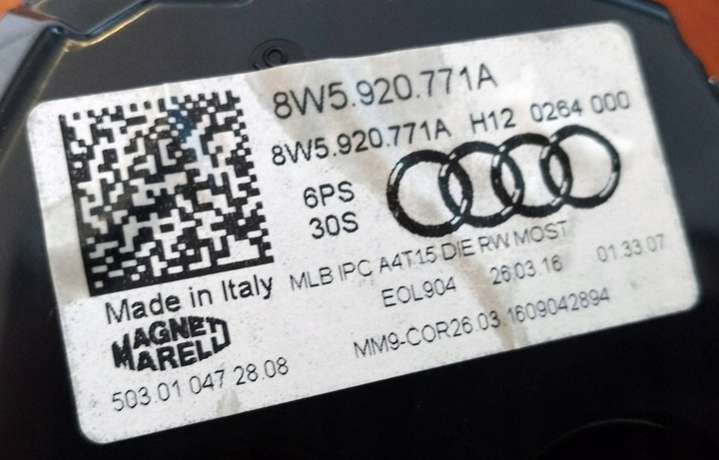 8W5.920.771A
8W5.920.771A H12 0264 000
6PS
30S
MLB IPC A4T15 DIE RW MOST
EOL904 26.03.16 01.33.07
Made in Italy
MAGNETI
MARELLI
MM9-COR26.03.1609042894
503.01 047 28.08